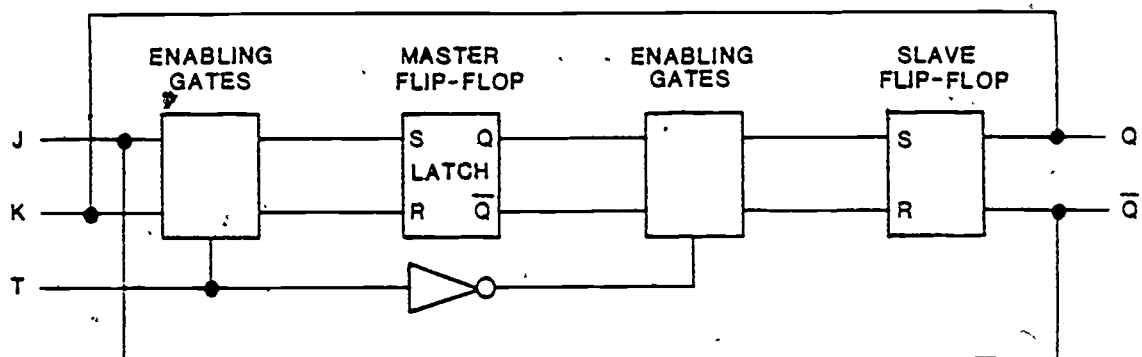 ENABLING GATES
MASTER FLIP-FLOP
ENABLING GATES
SLAVE FLIP-FLOP
J
S Q
S
Q
LATCH
K
R Q̅
R
Q̅
T